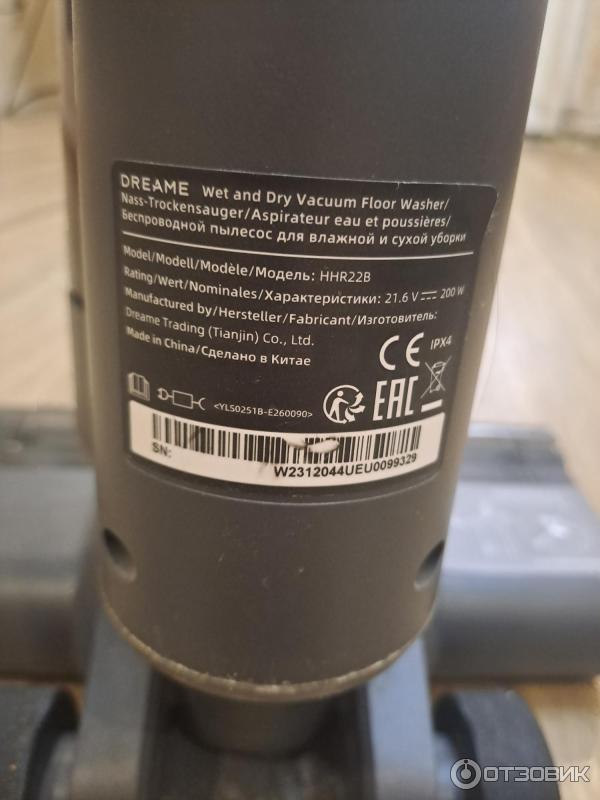 DREAME Wet and Dry Vacuum Floor Washer/
Nass-Trockensauger/Aspirateur eau et poussières/
Беспроводной пылесос для влажной и сухой уборки
Model/Modell/Modèle/Модель: HHR22B
Rating/Wert/Nominales/Характеристики: 21.6 V 200 W
Manufactured by/Hersteller/Fabricant/Изготовитель:
Dreame Trading (Tianjin) Co., Ltd.
Made in China/Сделано в Китае
CE IPX4
<YLS0251B-E260090>
EAC
SN:
W2312044UEU0099329
ОТЗОВИК